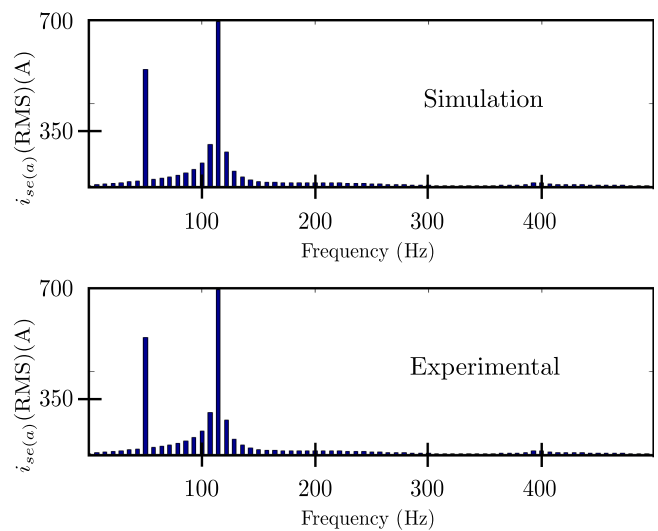 700
Simulation
350
i_{se(a)}(RMS)(A)
100 200 300 400
Frequency (Hz)
700
Experimental
350
i_{se(a)}(RMS)(A)
100 200 300 400
Frequency (Hz)